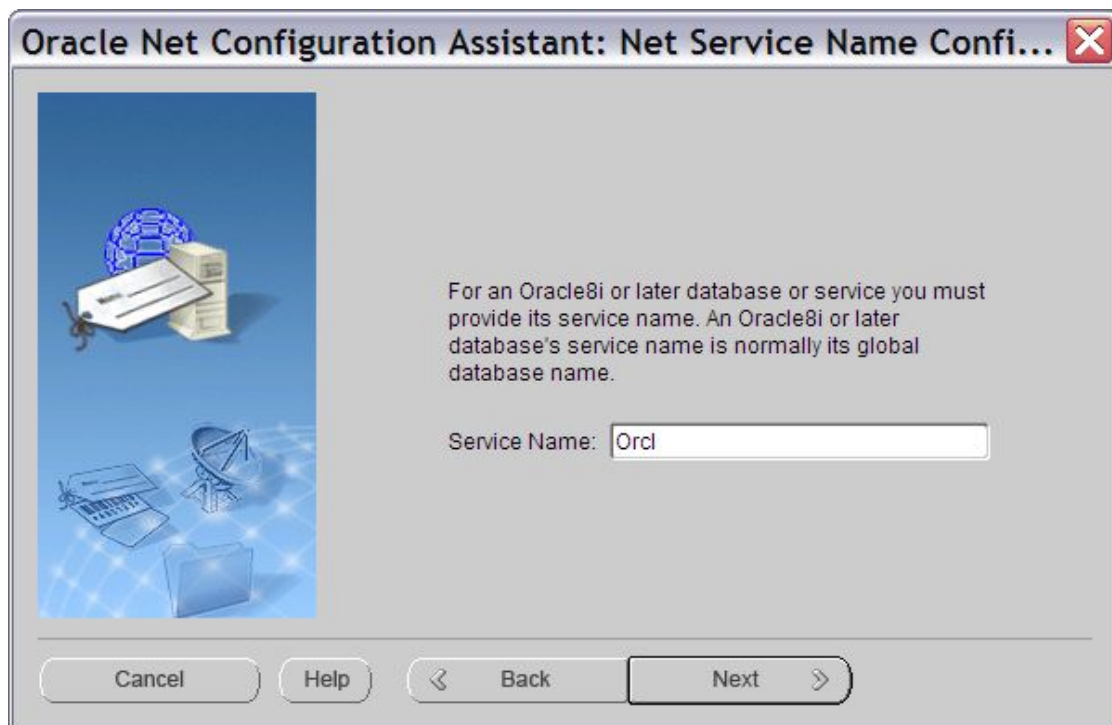 Oracle Net Configuration Assistant: Net Service Name Confi...
For an Oracle8i or later database or service you must
provide its service name. An Oracle8i or later
database's service name is normally its global
database name.
Service Name: Orcl
Cancel Help Back Next